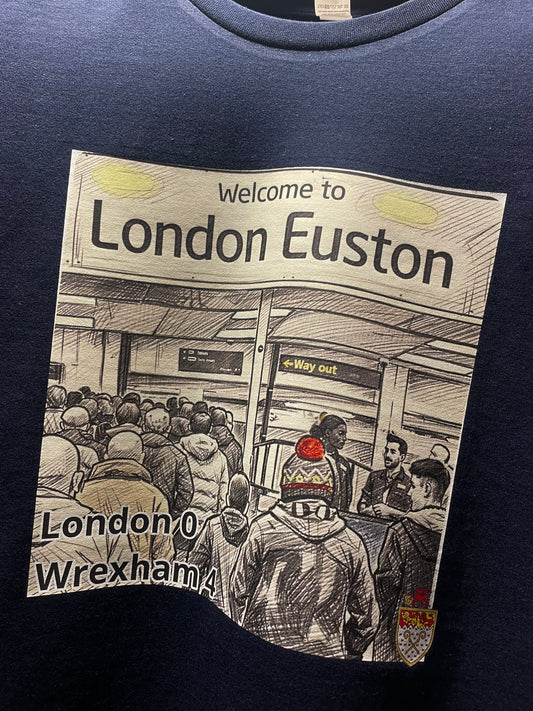 Welcome to
London Euston
←Way out
London 0
Wrexham 4